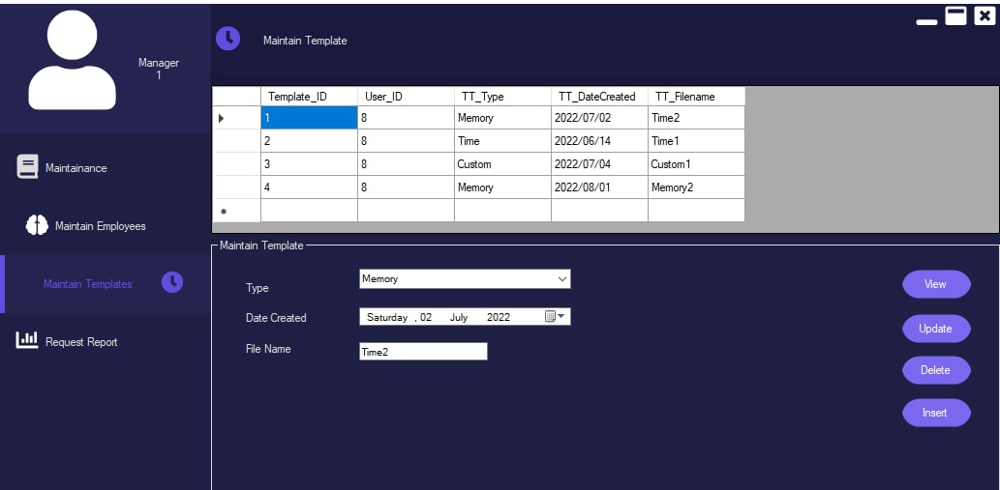 Manager
1
Maintainance
Maintain Employees
Maintain Templates
Request Report
Maintain Template
Template_ID User_ID TT_Type TT_DateCreated TT_Filename
1 8 Memory 2022/07/02 Time2
2 8 Time 2022/06/14 Time1
3 8 Custom 2022/07/04 Custom1
4 8 Memory 2022/08/01 Memory2
Maintain Template
Type Memory
Date Created Saturday , 02 July 2022
File Name Time2
View
Update
Delete
Insert